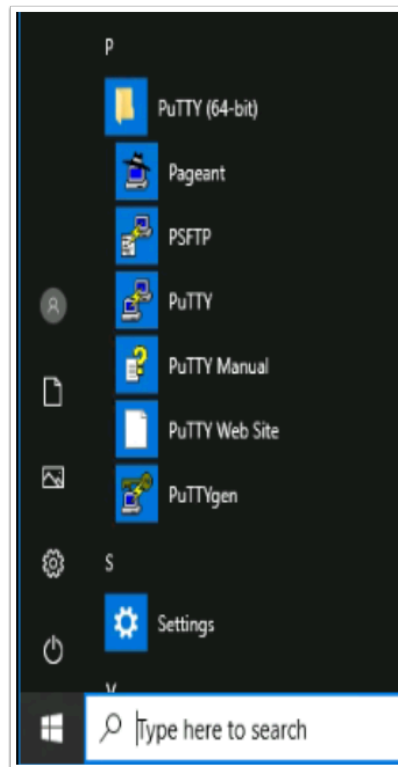 P
PuTTY (64-bit)
Pageant
PSFTP
PuTTY
PuTTY Manual
PuTTY Web Site
PuTTYgen
S
Settings
Type here to search